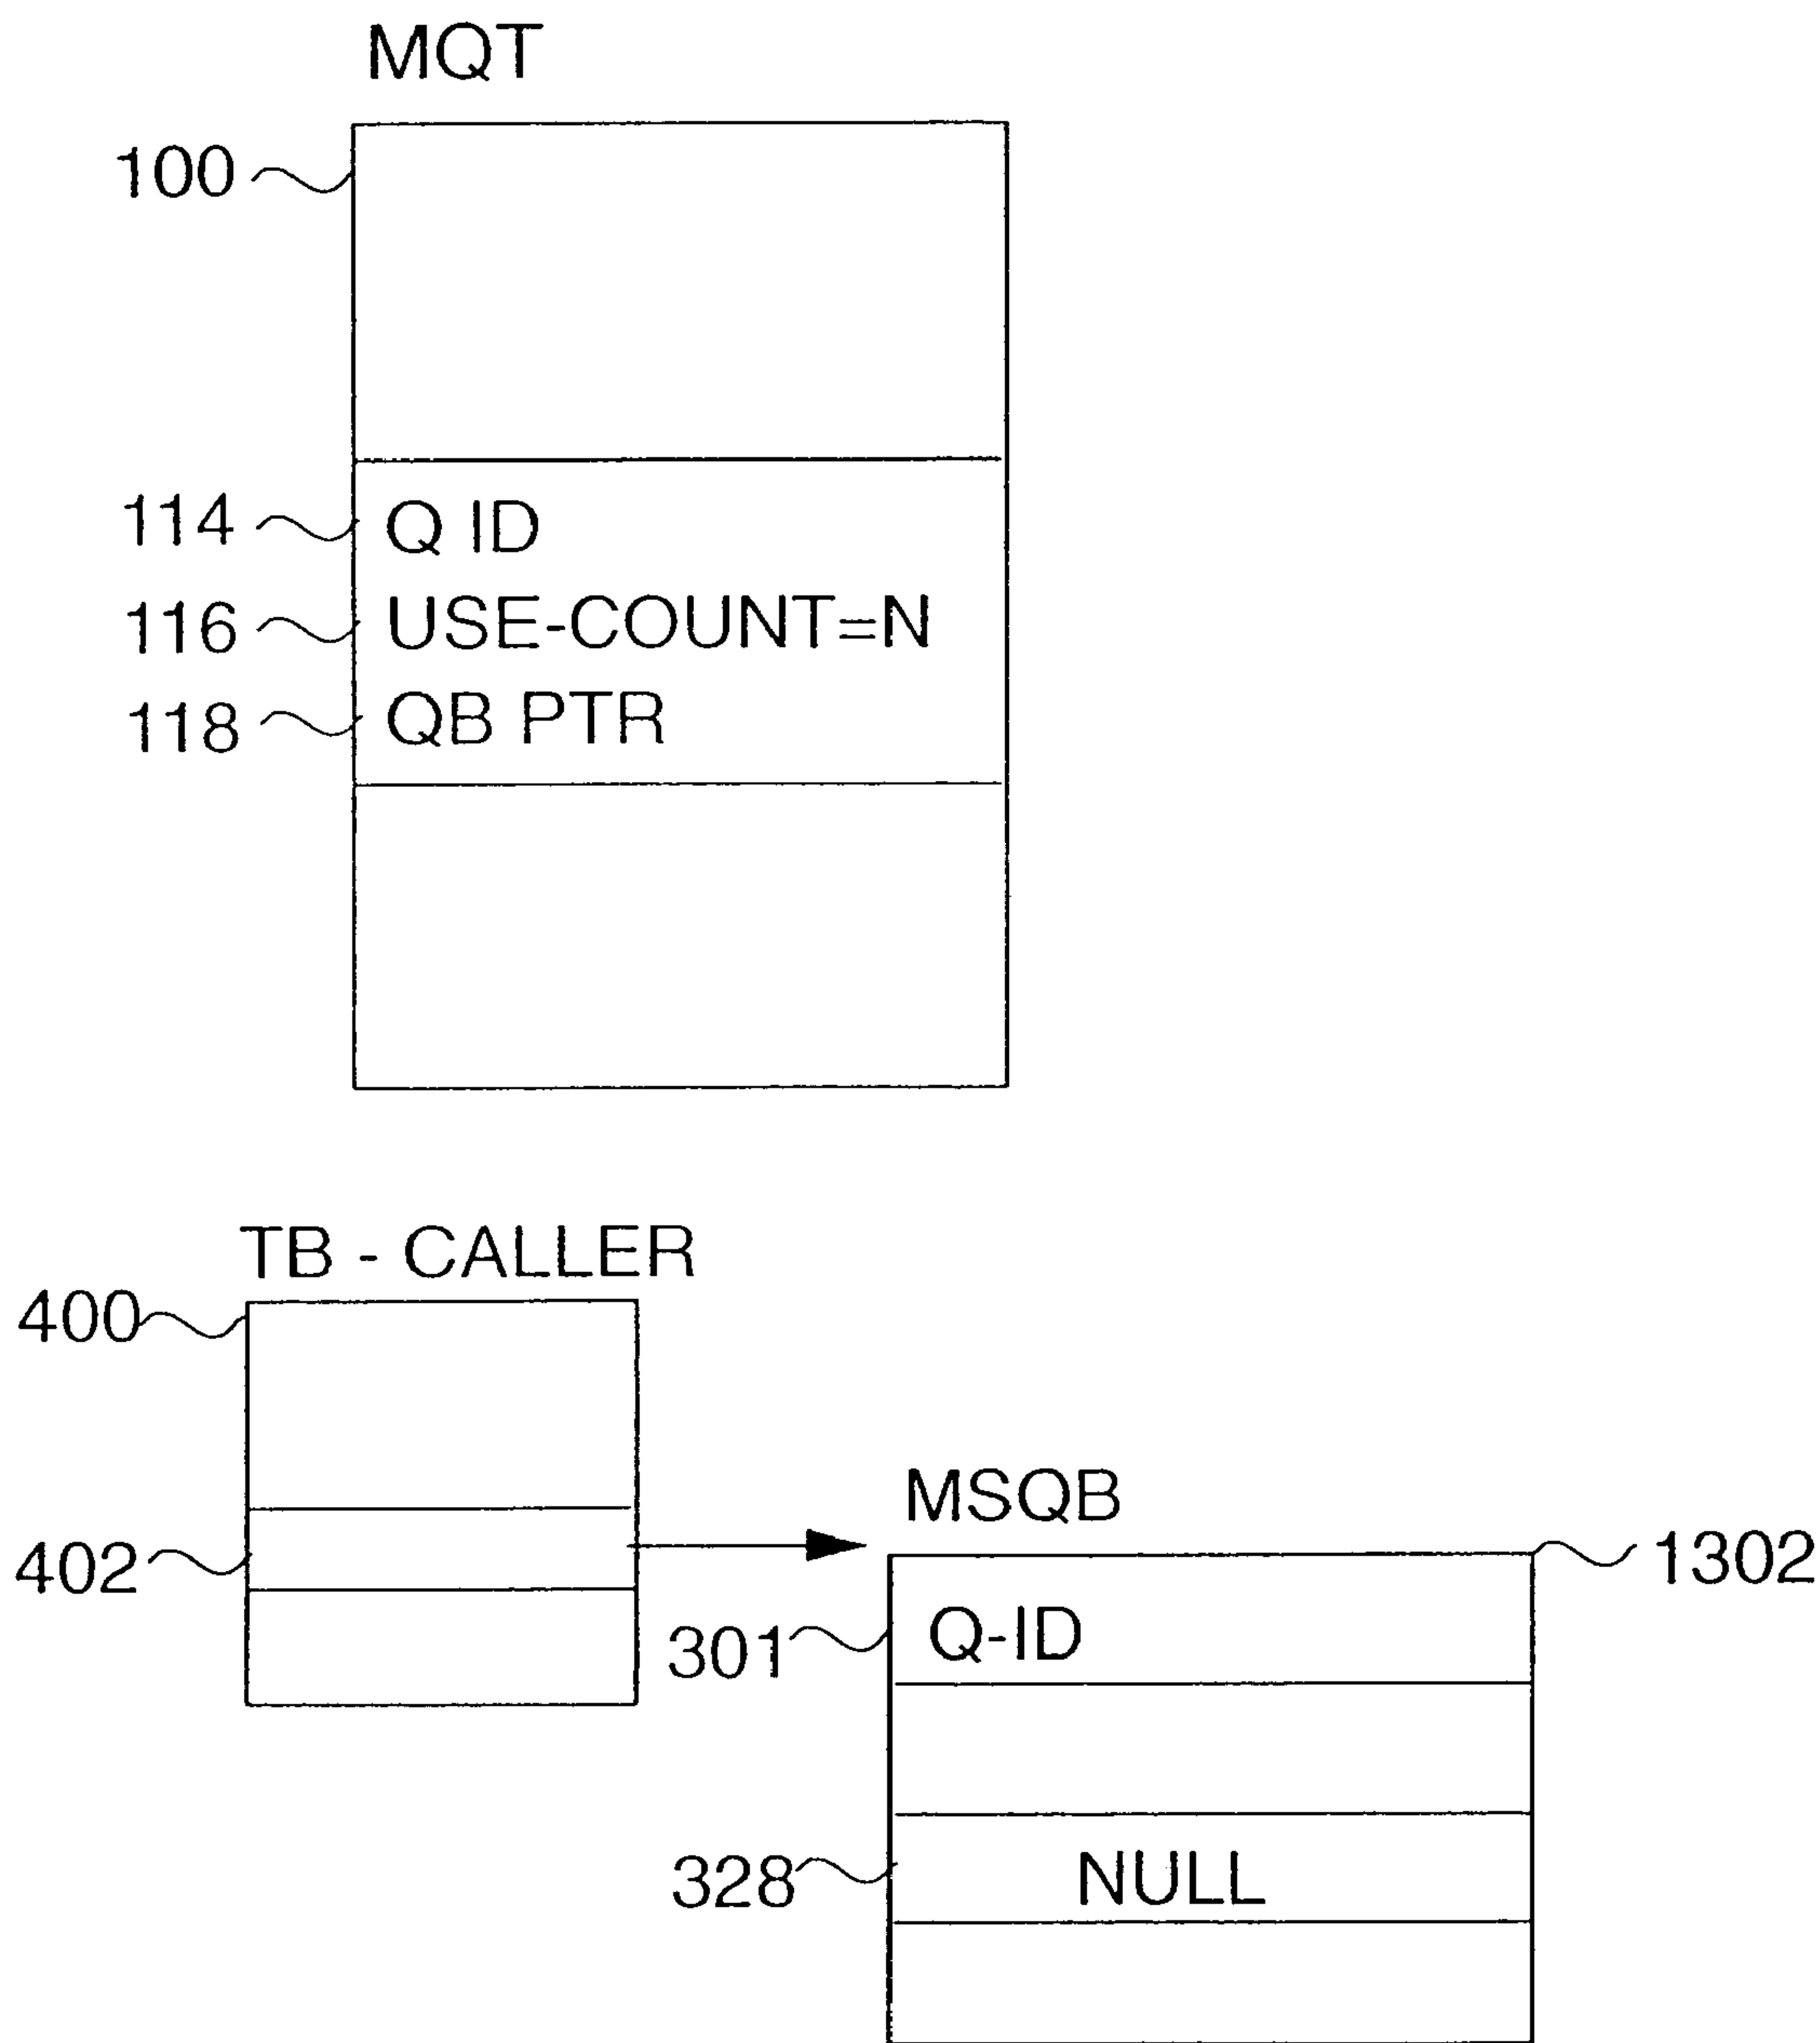 MQT
100
114 Q ID
116 USE-COUNT=N
118 QB PTR
TB - CALLER
400
402
MSQB
1302
301 Q-ID
328 NULL